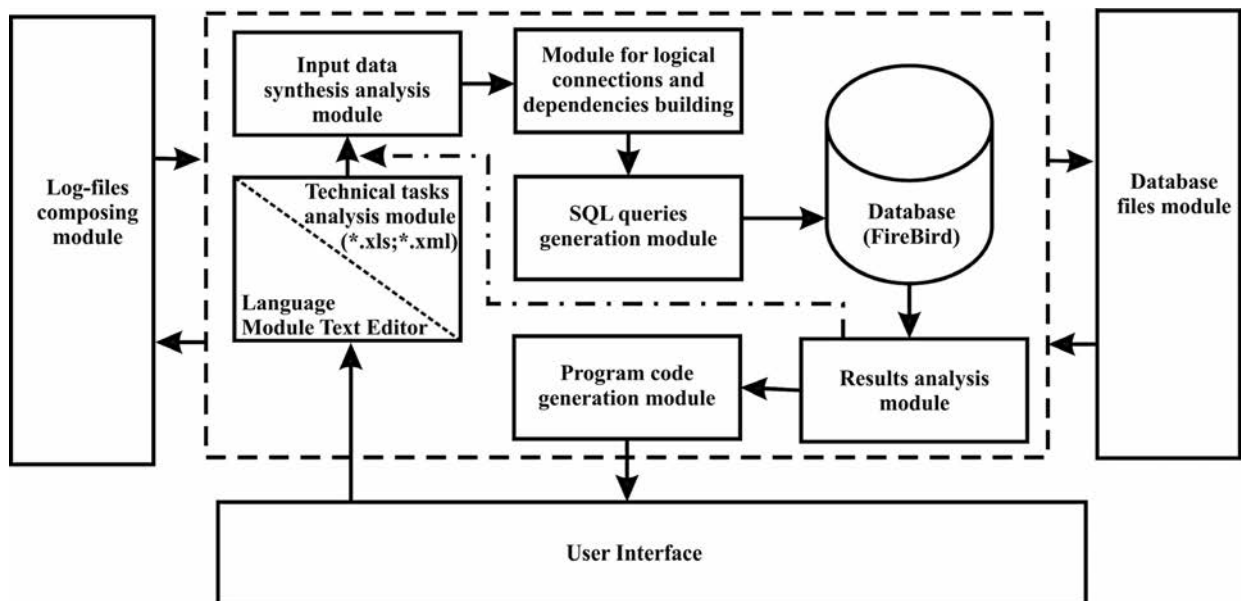 Log-files
composing
module
Input data
synthesis analysis
module
Module for logical
connections and
dependencies building
Technical tasks
analysis module
(*.xls;*.xml)
Language
Module Text Editor
SQL queries
generation module
Database
(FireBird)
Program code
generation module
Results analysis
module
Database
files module
User Interface